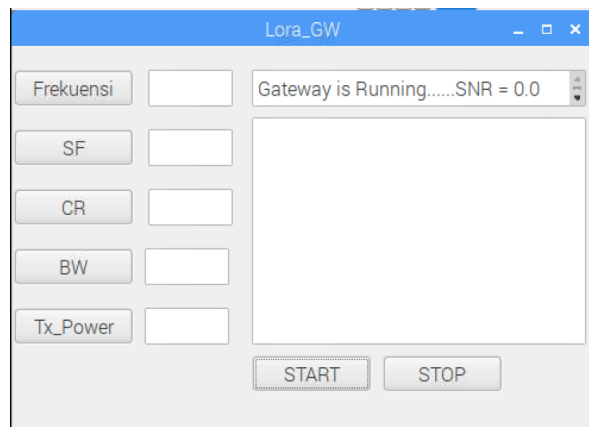 Lora_GW
Frekuensi
Gateway is Running......SNR = 0.0
SF
CR
BW
Tx_Power
START
STOP